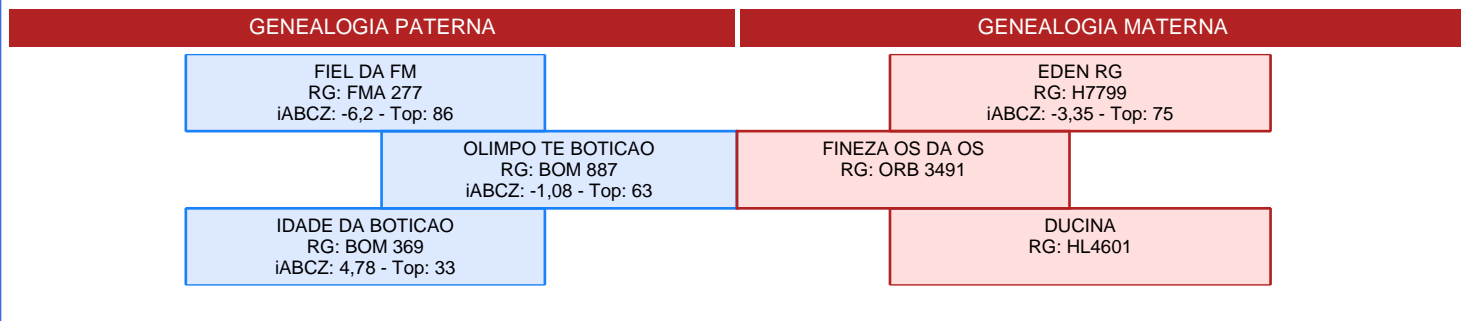 GENEALOGIA PATERNA
GENEALOGIA MATERNA
FIEL DA FM
RG: FMA 277
iABCZ: -6,2 - Top: 86
EDEN RG
RG: H7799
iABCZ: -3,35 - Top: 75
OLIMPO TE BOTICAO
RG: BOM 887
iABCZ: -1,08 - Top: 63
FINEZA OS DA OS
RG: ORB 3491
IDADE DA BOTICAO
RG: BOM 369
iABCZ: 4,78 - Top: 33
DUCINA
RG: HL4601